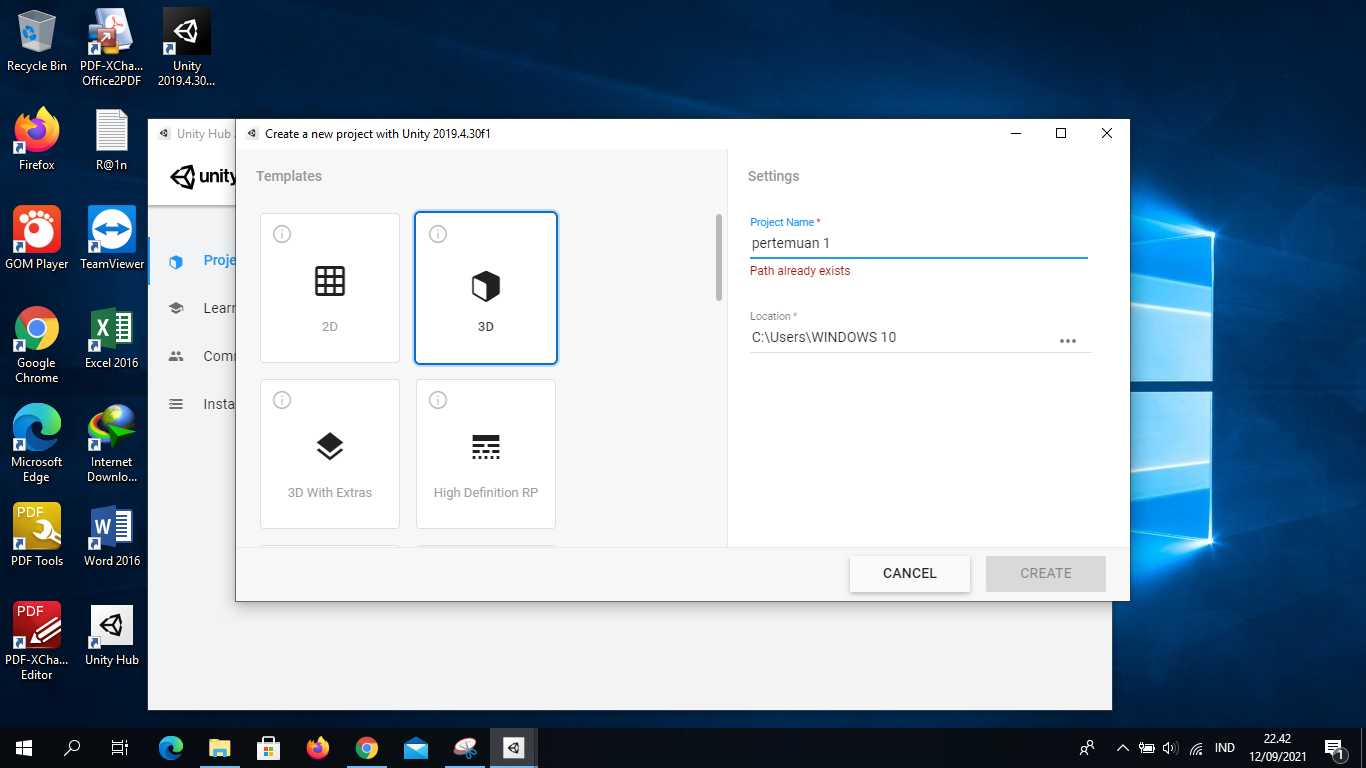 Recycle Bin
PDF-XCha...
Office2PDF
Unity
2019.4.30...
Firefox
R@1n
GOM Player
TeamViewer
Google
Chrome
Excel 2016
Microsoft
Edge
Internet
Downlo...
PDF
PDF Tools
Word 2016
PDF
PDF-XCha...
Editor
Unity Hub
Unity Hub
unity
Proje
Learn
Com
Insta
Create a new project with Unity 2019.4.30f1
Templates
2D
3D
3D With Extras
High Definition RP
Settings
Project Name *
pertemuan 1
Path already exists
Location *
C:\Users\WINDOWS 10
•••
CANCEL
CREATE
IND
22.42
12/09/2021
1